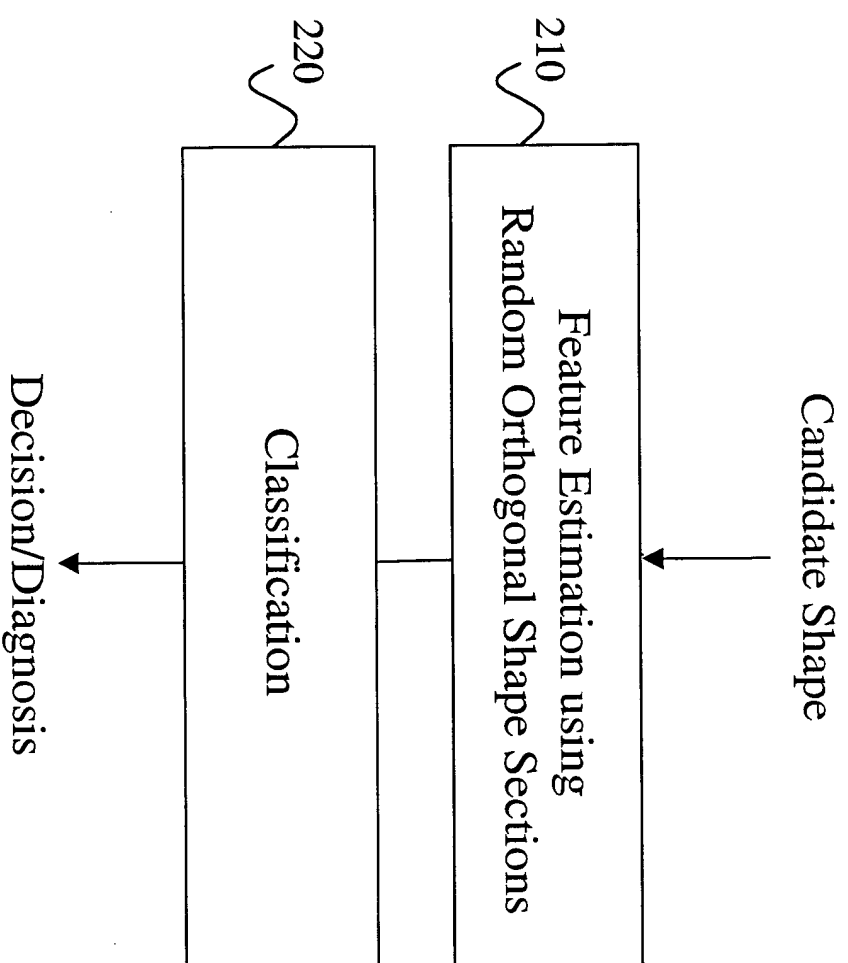 Candidate Shape
210
Feature Estimation using
Random Orthogonal Shape Sections
220
Classification
Decision/Diagnosis